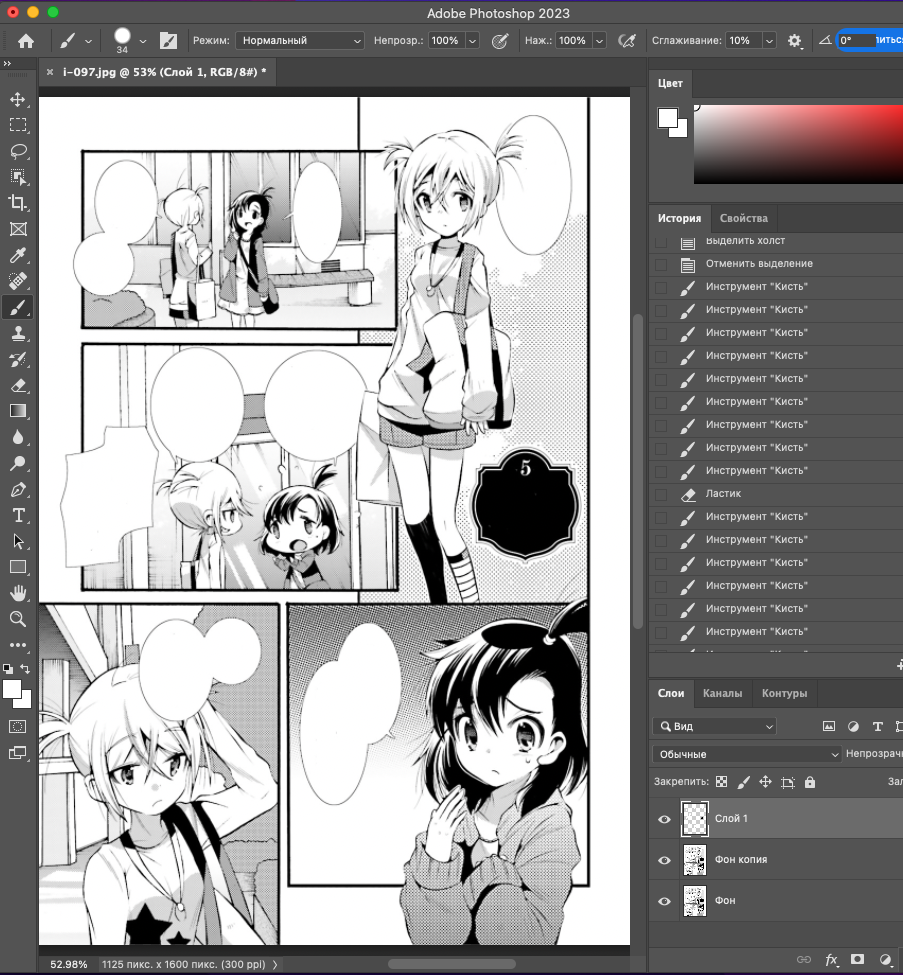 Adobe Photoshop 2023
34
Режим: Нормальный
Непрозр.: 100%
Наж.: 100%
Сглаживание: 10%
0°
× i-097.jpg @ 53% (Слой 1, RGB/8#) *
Цвет
История Свойства
Выделить холст
Отменить выделение
Инструмент "Кисть"
Инструмент "Кисть"
Инструмент "Кисть"
Инструмент "Кисть"
Инструмент "Кисть"
Инструмент "Кисть"
Инструмент "Кисть"
Инструмент "Кисть"
Инструмент "Кисть"
Ластик
Инструмент "Кисть"
Инструмент "Кисть"
Инструмент "Кисть"
Инструмент "Кисть"
Инструмент "Кисть"
Инструмент "Кисть"
5
Слои Каналы Контуры
Вид
Обычные
Непрозрачн
Закрепить:
Зал
Слой 1
Фон копия
Фон
fx
52.98% 1125 пикс. x 1600 пикс. (300 ppi)